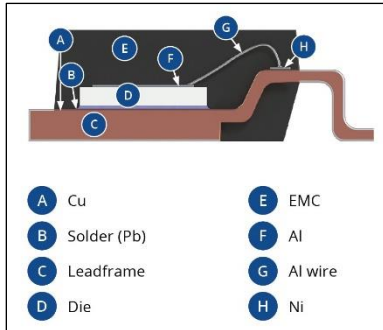 A
B
E
F
G
H
D
C
A Cu
B Solder (Pb)
C Leadframe
D Die
E EMC
F Al
G Al wire
H Ni